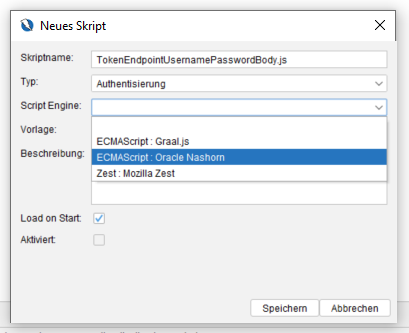 Neues Skript
Skriptname: TokenEndpointUsernamePasswordBody.js
Typ: Authentisierung
Script Engine:
Vorlage:
ECMAScript : Graal.js
Beschreibung: ECMAScript : Oracle Nashorn
Zest : Mozilla Zest
Load on Start:
Aktiviert:
Speichern Abbrechen